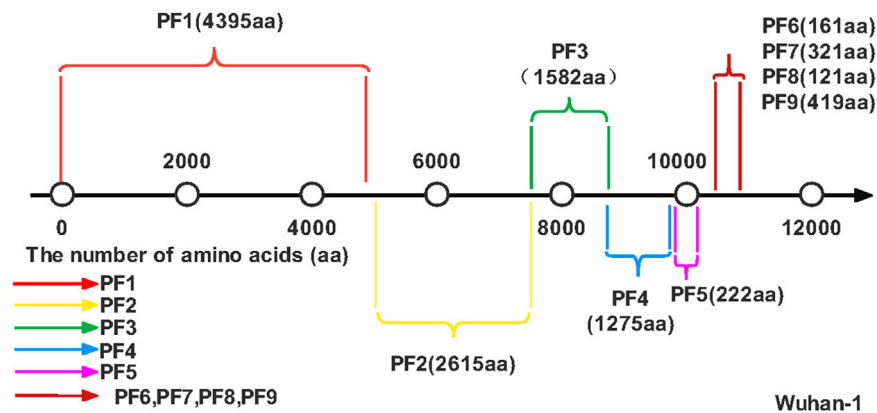 PF1(4395aa)
PF3
（1582aa）
PF6(161aa)
PF7(321aa)
PF8(121aa)
PF9(419aa)
2000
6000
10000
0
4000
8000
12000
The number of amino acids (aa)
PF1
PF2
PF3
PF4
PF5
PF6,PF7,PF8,PF9
PF2(2615aa)
PF4
(1275aa)
PF5(222aa)
Wuhan-1